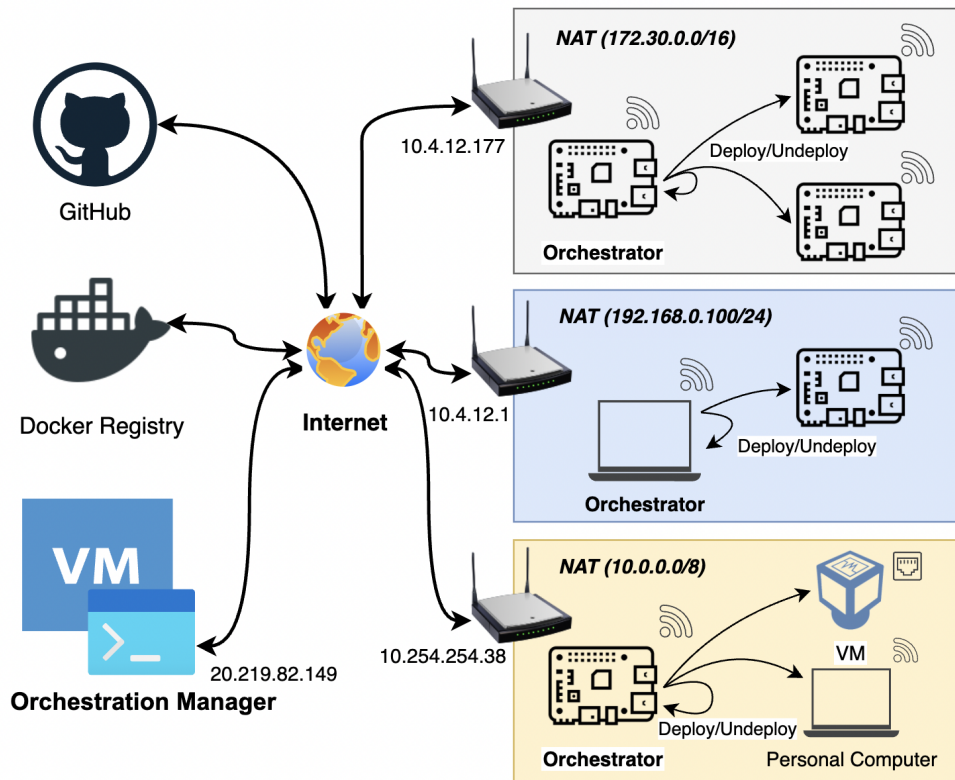 NAT (172.30.0.0/16)
10.4.12.177
Deploy/Undeploy
Orchestrator
GitHub
NAT (192.168.0.100/24)
10.4.12.1
Deploy/Undeploy
Orchestrator
Docker Registry
Internet
NAT (10.0.0.0/8)
10.254.254.38
VM
Deploy/Undeploy
Orchestrator
Personal Computer
VM
>_
20.219.82.149
Orchestration Manager